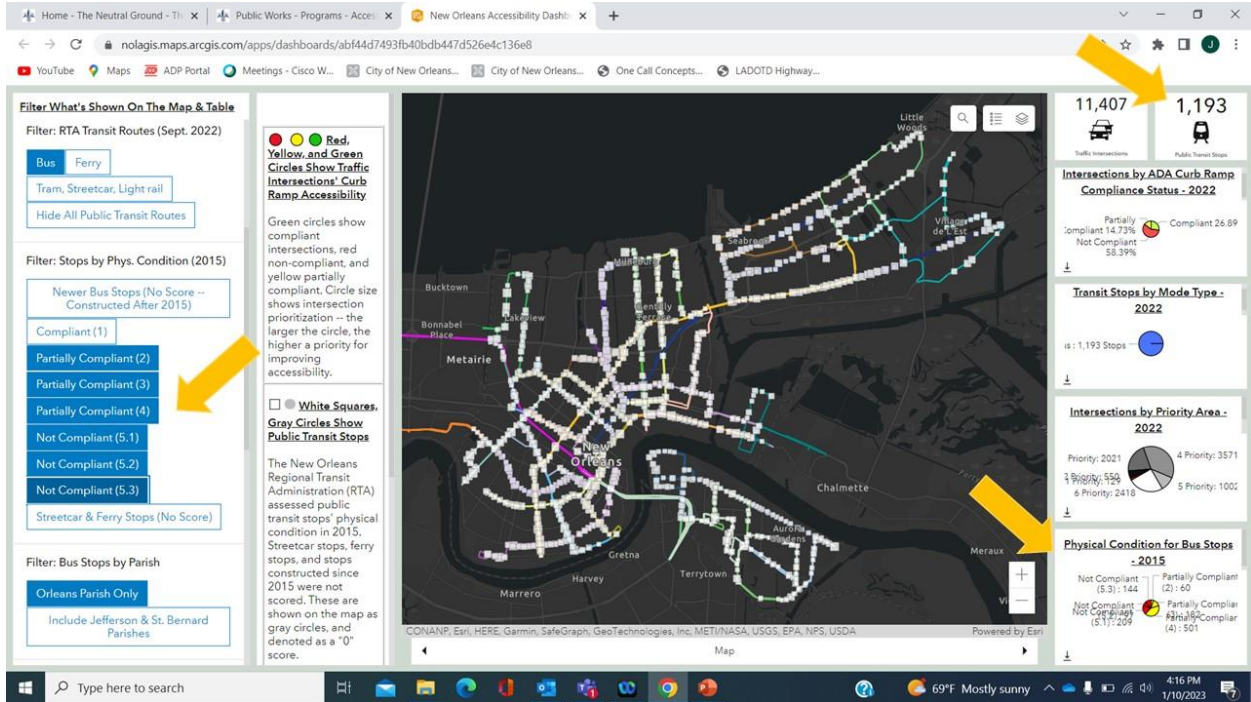 Home - The Neutral Ground - Th
Public Works - Programs - Acces
New Orleans Accessibility Dashb
nolagis.maps.arcgis.com/apps/dashboards/abf44d7493fb40bdb447d526e4c136e8
YouTube
Maps
ADP Portal
Meetings - Cisco W...
City of New Orleans...
City of New Orleans...
One Call Concepts...
LADOTD Highway...
Filter What's Shown On The Map & Table
Filter: RTA Transit Routes (Sept. 2022)
Bus
Ferry
Tram, Streetcar, Light rail
Hide All Public Transit Routes
Filter: Stops by Phys. Condition (2015)
Newer Bus Stops (No Score --
Constructed After 2015)
Compliant (1)
Partially Compliant (2)
Partially Compliant (3)
Partially Compliant (4)
Not Compliant (5.1)
Not Compliant (5.2)
Not Compliant (5.3)
Streetcar & Ferry Stops (No Score)
Filter: Bus Stops by Parish
Orleans Parish Only
Include Jefferson & St. Bernard
Parishes
Red,
Yellow, and Green
Circles Show Traffic
Intersections' Curb
Ramp Accessibility
Green circles show
compliant
intersections, red
non-compliant, and
yellow partially
compliant. Circle size
shows intersection
prioritization -- the
larger the circle, the
higher a priority for
improving
accessibility.
White Squares,
Gray Circles Show
Public Transit Stops
The New Orleans
Regional Transit
Administration (RTA)
assessed public
transit stops' physical
condition in 2015.
Streetcar stops, ferry
stops, and stops
constructed since
2015 were not
scored. These are
shown on the map as
gray circles, and
denoted as a "0"
score.
Little
Woods
Village
de L'Est
Seabrook
Milneburg
Bucktown
Gentilly
Terrace
Lakeview
Bonnabel
Place
Metairie
New
Orleans
Chalmette
Aurora
Gardens
Meraux
Gretna
Terrytown
Harvey
Marrero
CONANP, Esri, HERE, Garmin, SafeGraph, GeoTechnologies, Inc, METI/NASA, USGS, EPA, NPS, USDA
Powered by Esri
Map
11,407
Traffic Intersections
1,193
Public Transit Stops
Intersections by ADA Curb Ramp
Compliance Status - 2022
Partially
Compliant 14.73%
Compliant 26.89
Not Compliant
58.39%
Transit Stops by Mode Type -
2022
us : 1,193 Stops
Intersections by Priority Area -
2022
Priority: 2021
4 Priority: 3571
6 Priority: 2418
5 Priority: 1002
Physical Condition for Bus Stops
- 2015
Not Compliant
(5.3) : 144
Partially Compliant
(2) : 60
(5.1) : 209
(4) : 501
Type here to search
69°F Mostly sunny
4:16 PM
1/10/2023